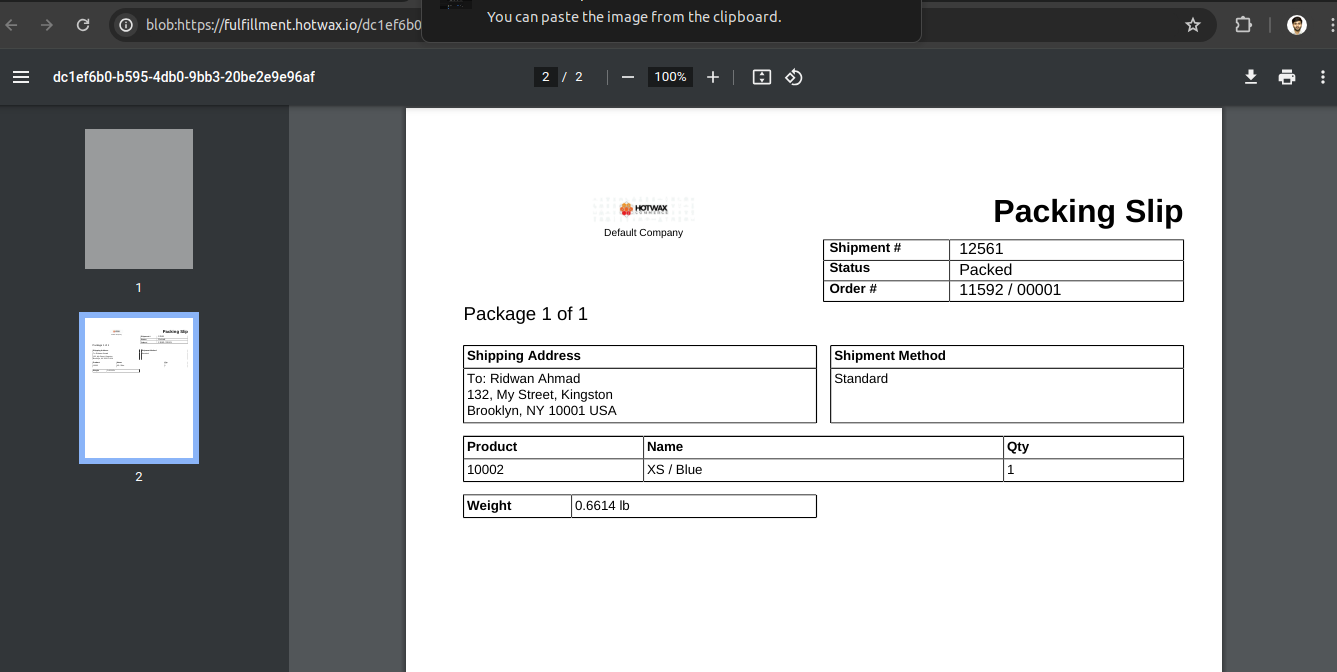 You can paste the image from the clipboard.
blob:https://fulfillment.hotwax.io/dc1ef6b0
dc1ef6b0-b595-4db0-9bb3-20be2e9e96af
2 / 2
100%
1
2
HOTWAX
COMMERCE
Default Company
Packing Slip
Shipment # 12561
Status Packed
Order # 11592 / 00001
Package 1 of 1
Shipping Address
To: Ridwan Ahmad
132, My Street, Kingston
Brooklyn, NY 10001 USA
Shipment Method
Standard
Product Name Qty
10002 XS / Blue 1
Weight 0.6614 lb